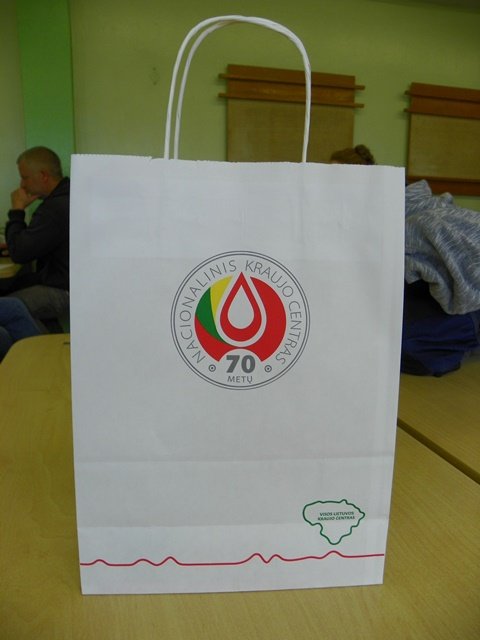 NACIONALINIS KRAUJO CENTRAS
70
METŲ
VISOS LIETUVOS
KRAUJO CENTRAS